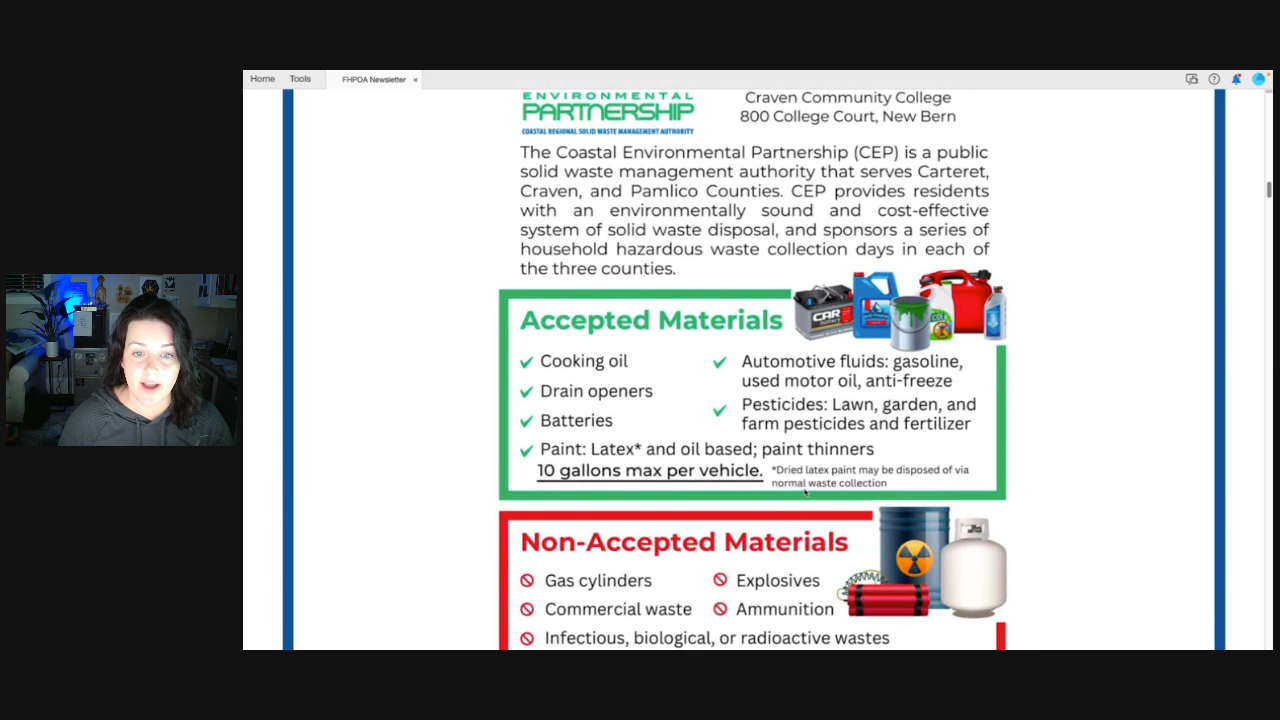 Home Tools FHPOA Newsletter ×
ENVIRONMENTAL
PARTNERSHIP
COASTAL REGIONAL SOLID WASTE MANAGEMENT AUTHORITY
Craven Community College
800 College Court, New Bern
The Coastal Environmental Partnership (CEP) is a public
solid waste management authority that serves Carteret,
Craven, and Pamlico Counties. CEP provides residents
with an environmentally sound and cost-effective
system of solid waste disposal, and sponsors a series of
household hazardous waste collection days in each of
the three counties.
CAR
battery
Accepted Materials
Cooking oil
Drain openers
Batteries
Automotive fluids: gasoline,
used motor oil, anti-freeze
Pesticides: Lawn, garden, and
farm pesticides and fertilizer
Paint: Latex* and oil based; paint thinners
10 gallons max per vehicle.
*Dried latex paint may be disposed of via
normal waste collection
Non-Accepted Materials
Gas cylinders
Explosives
Commercial waste
Ammunition
Infectious, biological, or radioactive wastes